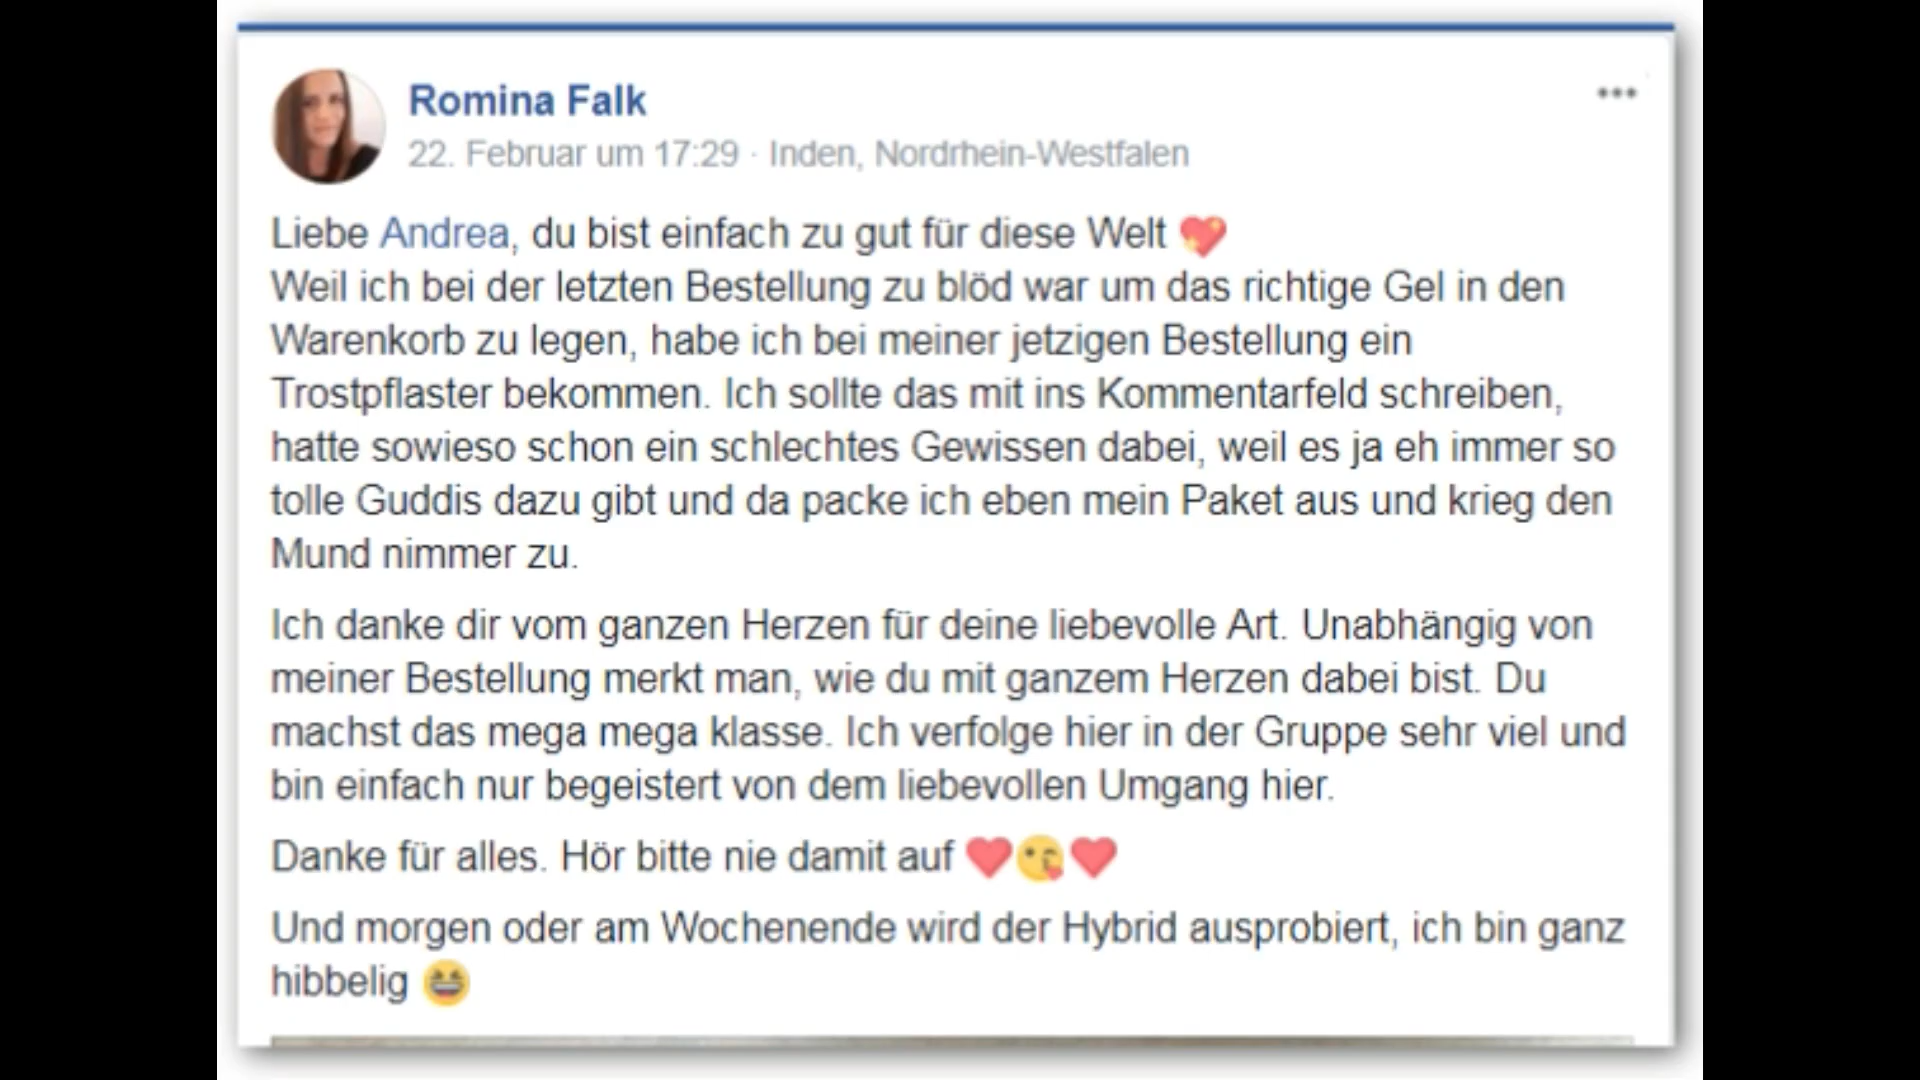 Romina Falk
22. Februar um 17:29 · Inden, Nordrhein-Westfalen
Liebe Andrea, du bist einfach zu gut für diese Welt 💖
Weil ich bei der letzten Bestellung zu blöd war um das richtige Gel in den
Warenkorb zu legen, habe ich bei meiner jetzigen Bestellung ein
Trostpflaster bekommen. Ich sollte das mit ins Kommentarfeld schreiben,
hatte sowieso schon ein schlechtes Gewissen dabei, weil es ja eh immer so
tolle Guddis dazu gibt und da packe ich eben mein Paket aus und krieg den
Mund nimmer zu.
Ich danke dir vom ganzen Herzen für deine liebevolle Art. Unabhängig von
meiner Bestellung merkt man, wie du mit ganzem Herzen dabei bist. Du
machst das mega mega klasse. Ich verfolge hier in der Gruppe sehr viel und
bin einfach nur begeistert von dem liebevollen Umgang hier.
Danke für alles. Hör bitte nie damit auf ❤️😘❤️
Und morgen oder am Wochenende wird der Hybrid ausprobiert, ich bin ganz
hibbelig 😆